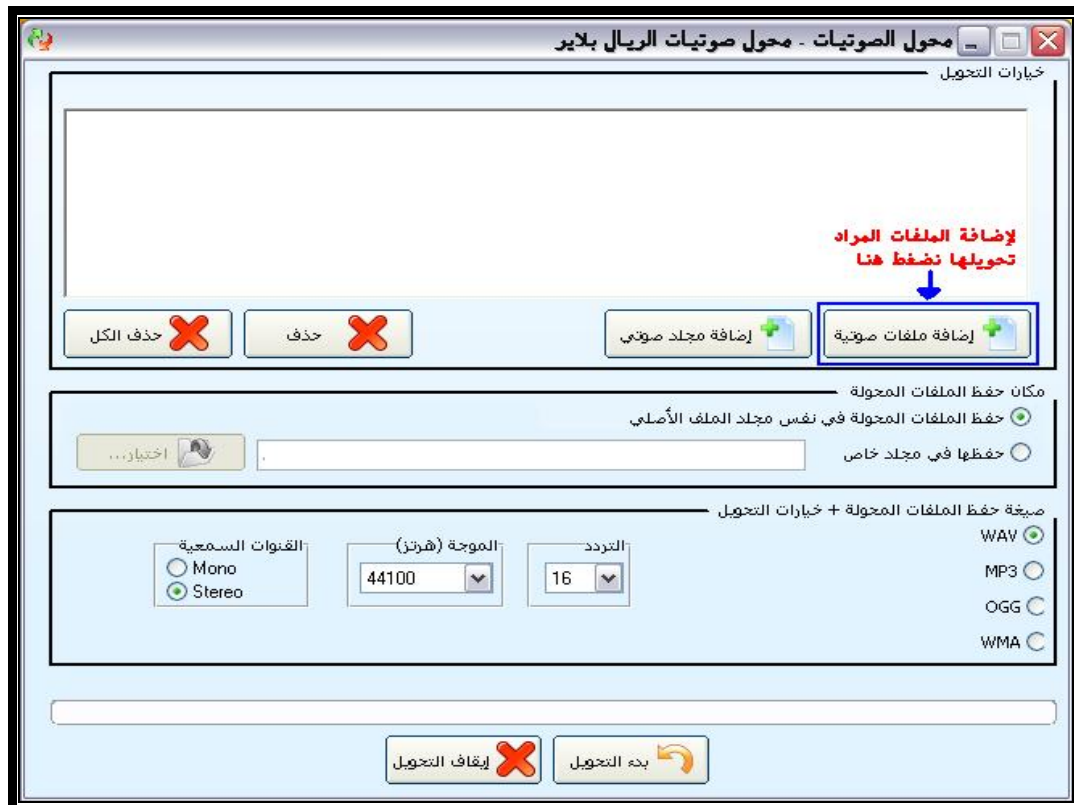 محول الصوتيات - محول صوتيات الريال بلاير
خيارات التحويل
لإضافة الملفات المراد
تحويلها نضغط هنا
إضافة ملفات صوتية
إضافة مجلد صوتي
حذف
حذف الكل
مكان حفظ الملفات المحولة
حفظ الملفات المحولة في نفس مجلد الملف الأصلي
حفظها في مجلد خاص
.
اختيار...
صيغة حفظ الملفات المحولة + خيارات التحويل
WAV
MP3
OGG
WMA
التردد
16
الموجة (هرتز)
44100
القنوات السمعية
Mono
Stereo
بدء التحويل
إيقاف التحويل